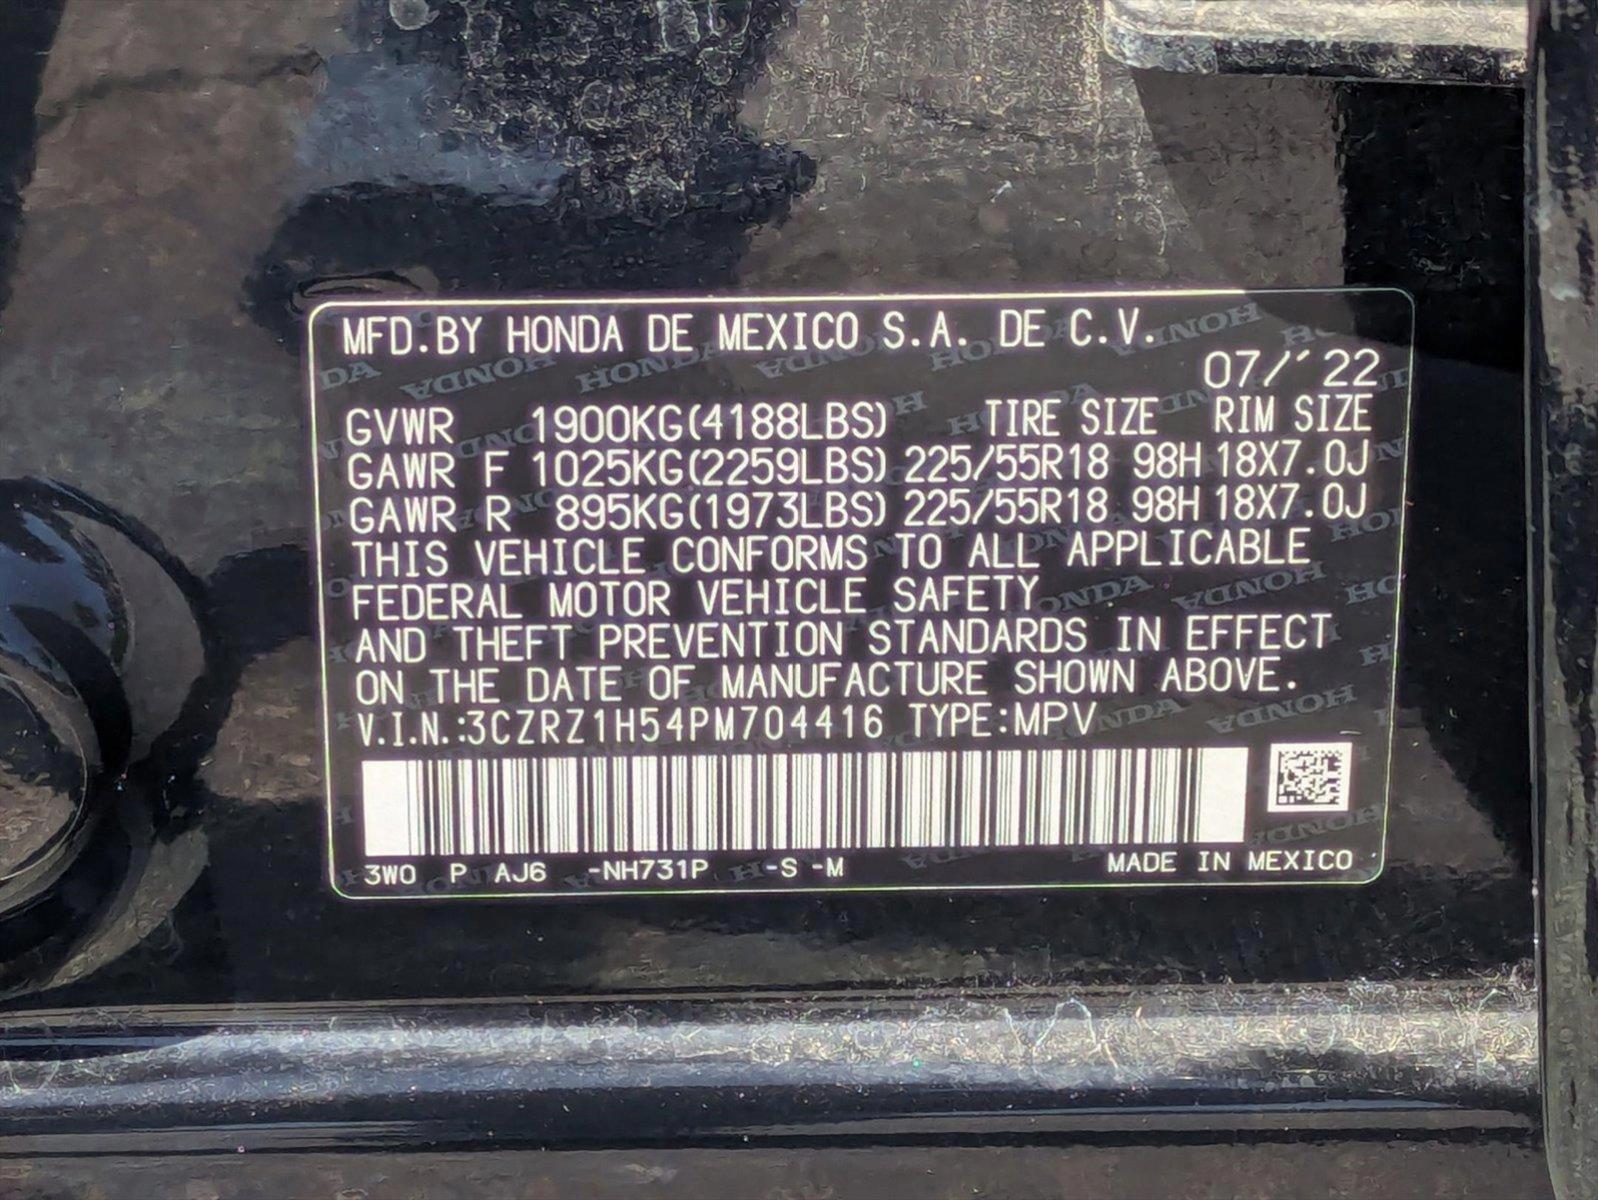 MFD.BY HONDA DE MEXICO S.A. DE C.V.
07/'22
GVWR 1900KG(4188LBS) TIRE SIZE RIM SIZE
GAWR F 1025KG(2259LBS) 225/55R18 98H 18X7.0J
GAWR R 895KG(1973LBS) 225/55R18 98H 18X7.0J
THIS VEHICLE CONFORMS TO ALL APPLICABLE
FEDERAL MOTOR VEHICLE SAFETY
AND THEFT PREVENTION STANDARDS IN EFFECT
ON THE DATE OF MANUFACTURE SHOWN ABOVE.
V.I.N.:3CZRZ1H54PM704416 TYPE:MPV
3W0 P AJ6 -NH731P -S -M MADE IN MEXICO